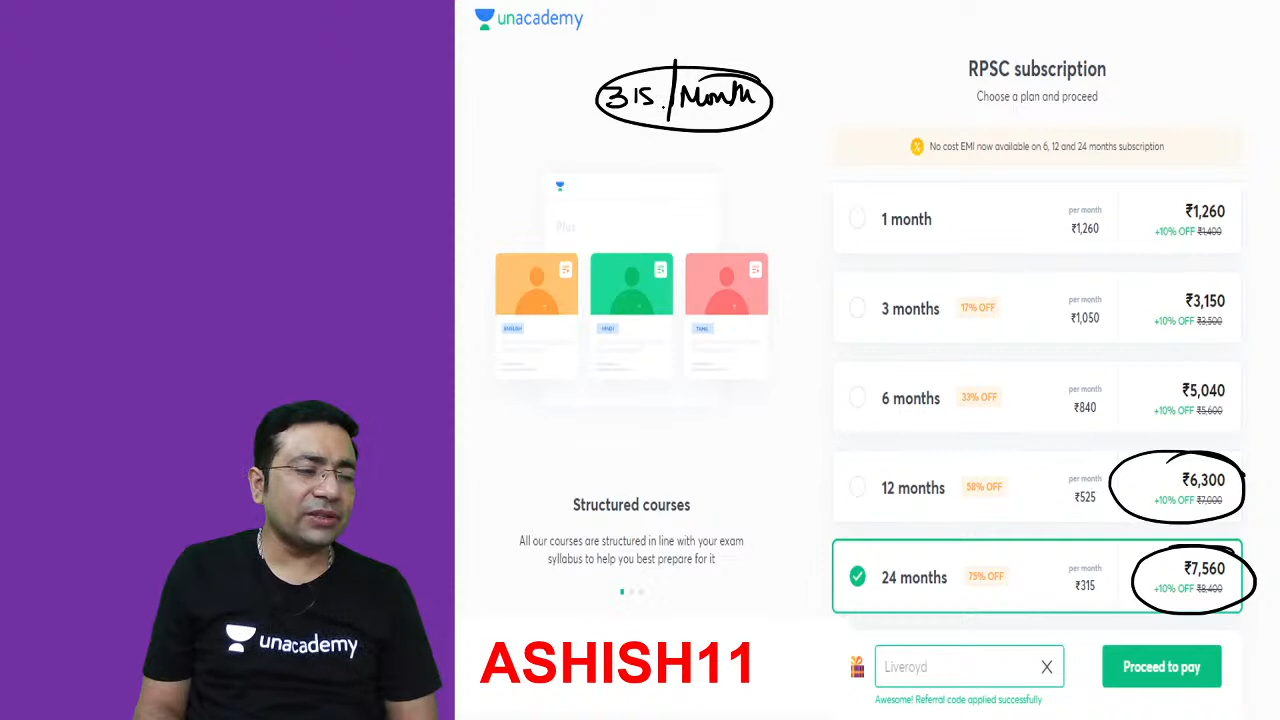 unacademy
315/Month
RPSC subscription
Choose a plan and proceed
No cost EMI now available on 6, 12 and 24 months subscription
1 month
per month
₹1,260
₹1,260
+10% OFF ₹1,400
3 months 17% OFF
per month
₹1,050
₹3,150
+10% OFF ₹3,500
6 months 33% OFF
per month
₹840
₹5,040
+10% OFF ₹5,600
12 months 58% OFF
per month
₹525
₹6,300
+10% OFF ₹7,000
24 months 75% OFF
per month
₹315
₹7,560
+10% OFF ₹8,400
Plus
ENGLISH
HINDI
TAMIL
Structured courses
All our courses are structured in line with your exam
syllabus to help you best prepare for it
unacademy
ASHISH11
Liveroyd X
Awesome! Referral code applied successfully
Proceed to pay